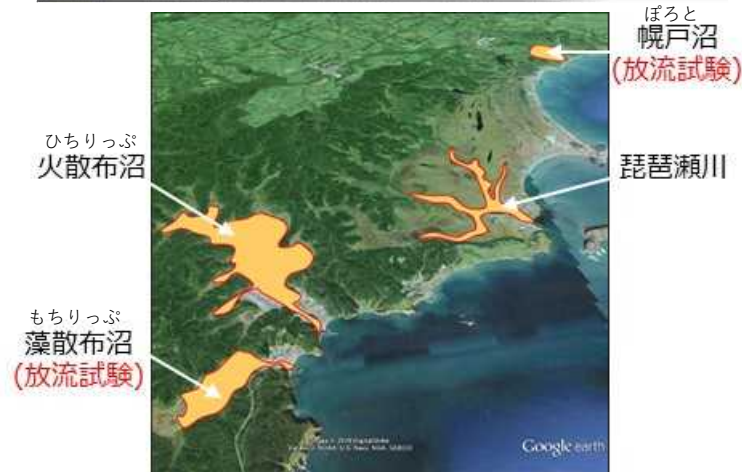 ぽろと
幌戸沼
(放流試験)
ひちりっぷ
火散布沼
琵琶瀬川
もちりっぷ
藻散布沼
(放流試験)
Google earth